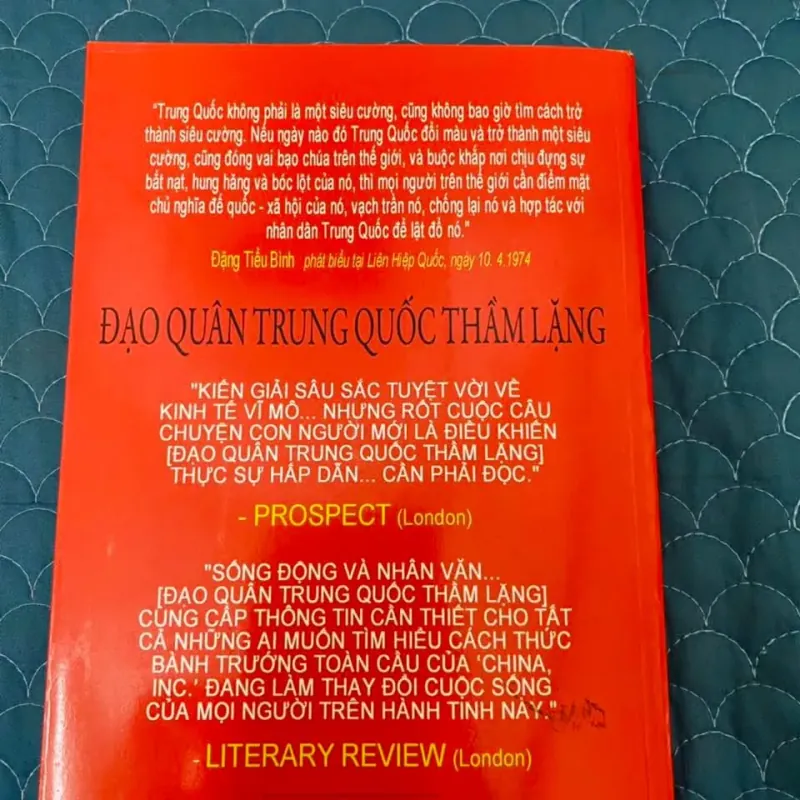 "Trung Quốc không phải là một siêu cường, cũng không bao giờ tìm cách trở
thành siêu cường. Nếu ngày nào đó Trung Quốc đổi màu và trở thành một siêu
cường, cũng đóng vai bạo chúa trên thế giới, và buộc khắp nơi chịu đựng sự
bắt nạt, hung hăng và bóc lột của nó, thì mọi người trên thế giới cần điểm mặt
chủ nghĩa đế quốc - xã hội của nó, vạch trần nó, chống lại nó và hợp tác với
nhân dân Trung Quốc để lật đổ nó."
Đặng Tiểu Bình phát biểu tại Liên Hiệp Quốc, ngày 10. 4.1974
ĐẠO QUÂN TRUNG QUỐC THẦM LẶNG
"KIẾN GIẢI SÂU SẮC TUYỆT VỜI VỀ
KINH TẾ VĨ MÔ... NHƯNG RỐT CUỘC CÂU
CHUYỆN CON NGƯỜI MỚI LÀ ĐIỀU KHIẾN
[ĐẠO QUÂN TRUNG QUỐC THẦM LẶNG]
THỰC SỰ HẤP DẪN... CẦN PHẢI ĐỌC."
- PROSPECT (London)
"SỐNG ĐỘNG VÀ NHÂN VĂN...
[ĐẠO QUÂN TRUNG QUỐC THẦM LẶNG]
CUNG CẤP THÔNG TIN CẦN THIẾT CHO TẤT
CẢ NHỮNG AI MUỐN TÌM HIỂU CÁCH THỨC
BÀNH TRƯỚNG TOÀN CẦU CỦA 'CHINA,
INC.' ĐANG LÀM THAY ĐỔI CUỘC SỐNG
CỦA MỌI NGƯỜI TRÊN HÀNH TINH NÀY."
- LITERARY REVIEW (London)